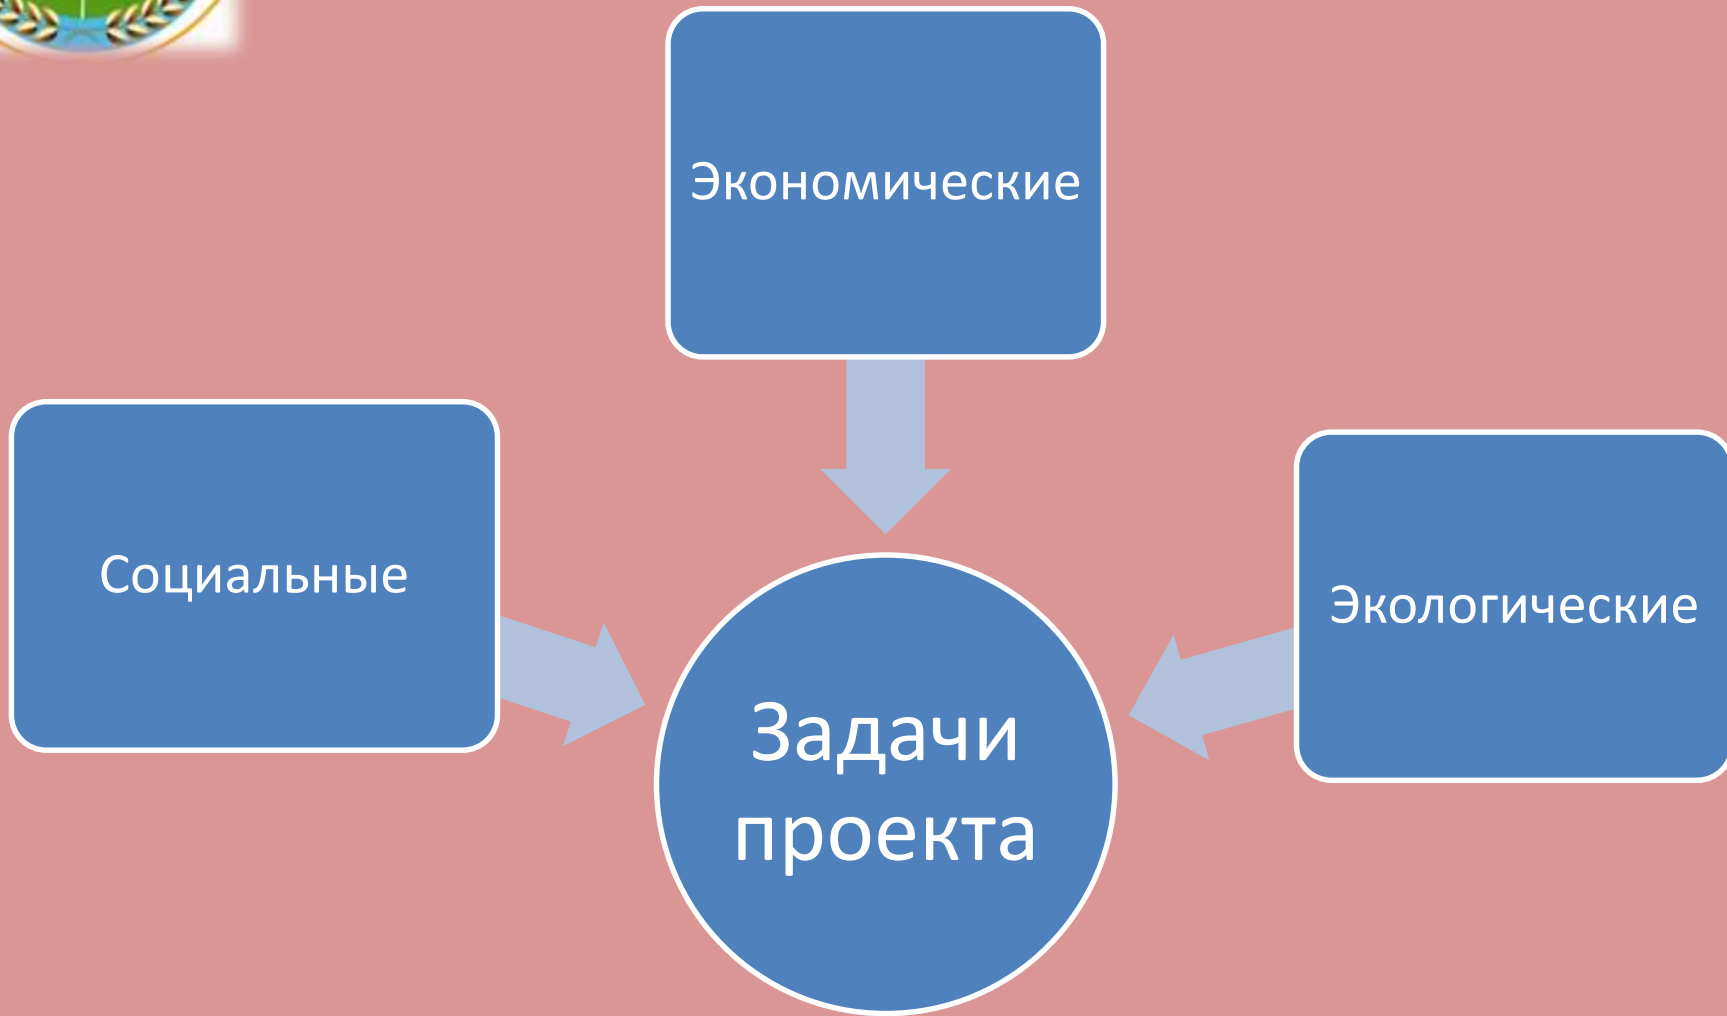 Экономические
Социальные
Экологические
Задачи
проекта